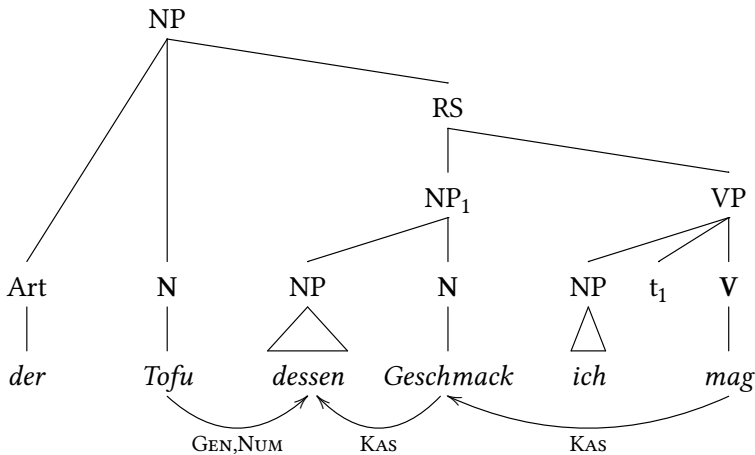 NP
RS
NP₁ VP
Art N NP N NP t₁ V
der Tofu dessen Geschmack ich mag
GEN,NUM KAS KAS